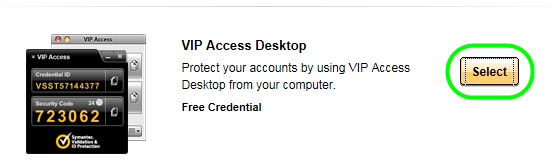 VIP Access
VIP Access
Credential ID
VSST57144377
Security Code 24
723062
Symantec.
Validation &
ID Protection
VIP Access Desktop
Protect your accounts by using VIP Access
Desktop from your computer.
Free Credential
Select